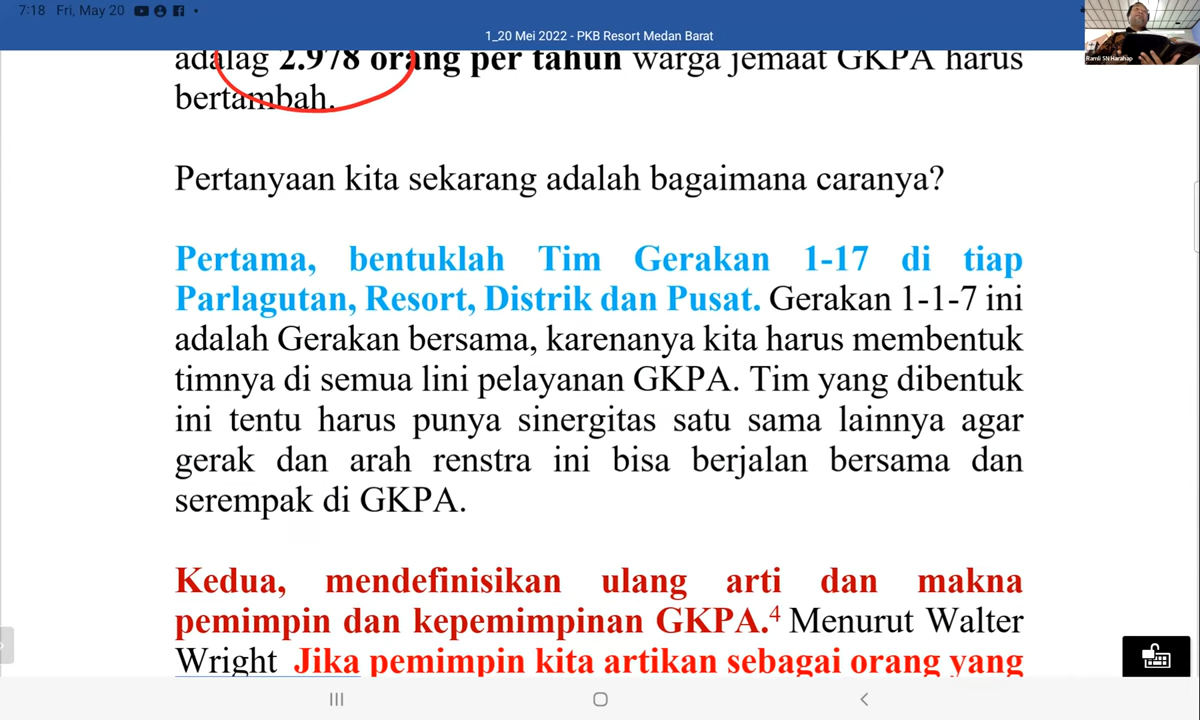 7:18 Fri, May 20
1_20 Mei 2022 - PKB Resort Medan Barat
Ramli SN Harahap
adalag 2.978 orang per tahun warga jemaat GKPA harus
bertambah.
Pertanyaan kita sekarang adalah bagaimana caranya?
Pertama, bentuklah Tim Gerakan 1-17 di tiap
Parlagutan, Resort, Distrik dan Pusat. Gerakan 1-1-7 ini
adalah Gerakan bersama, karenanya kita harus membentuk
timnya di semua lini pelayanan GKPA. Tim yang dibentuk
ini tentu harus punya sinergitas satu sama lainnya agar
gerak dan arah renstra ini bisa berjalan bersama dan
serempak di GKPA.
Kedua, mendefinisikan ulang arti dan makna
pemimpin dan kepemimpinan GKPA.⁴ Menurut Walter
Wright Jika pemimpin kita artikan sebagai orang yang